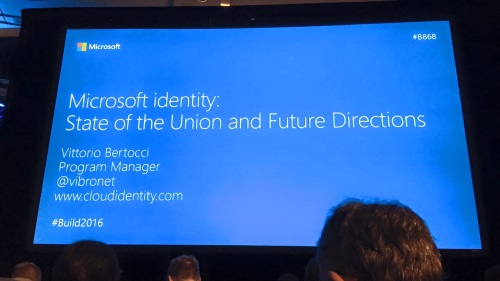 Microsoft
#B868
Microsoft identity:
State of the Union and Future Directions
Vittorio Bertocci
Program Manager
@vibronet
www.cloudidentity.com
#Build2016